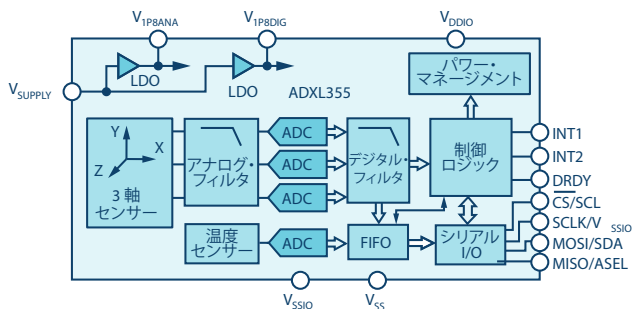 V1P8ANA
V1P8DIG
VDDIO
VSUPPLY
LDO
LDO
ADXL355
パワー・
マネージメント
Y
X
Z
3 軸
センサー
アナログ・
フィルタ
ADC
ADC
ADC
デジタル・
フィルタ
制御
ロジック
INT1
INT2
DRDY
CS/SCL
SCLK/VSSIO
MOSI/SDA
MISO/ASEL
温度
センサー
ADC
FIFO
シリアル
I/O
VSSIO
VSS